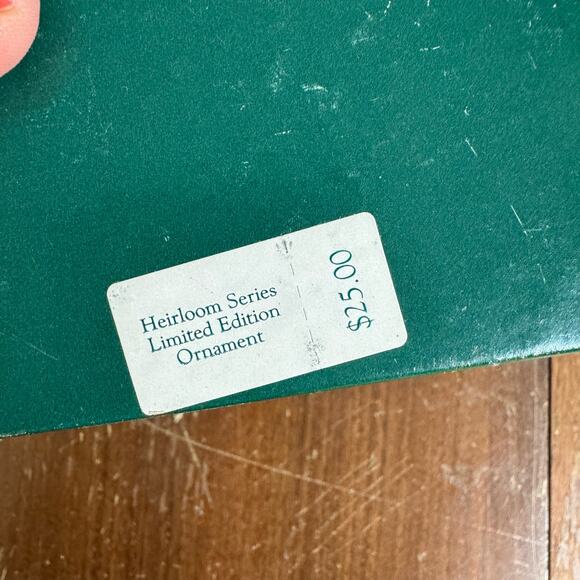 Heirloom Series
Limited Edition
Ornament
$25.00